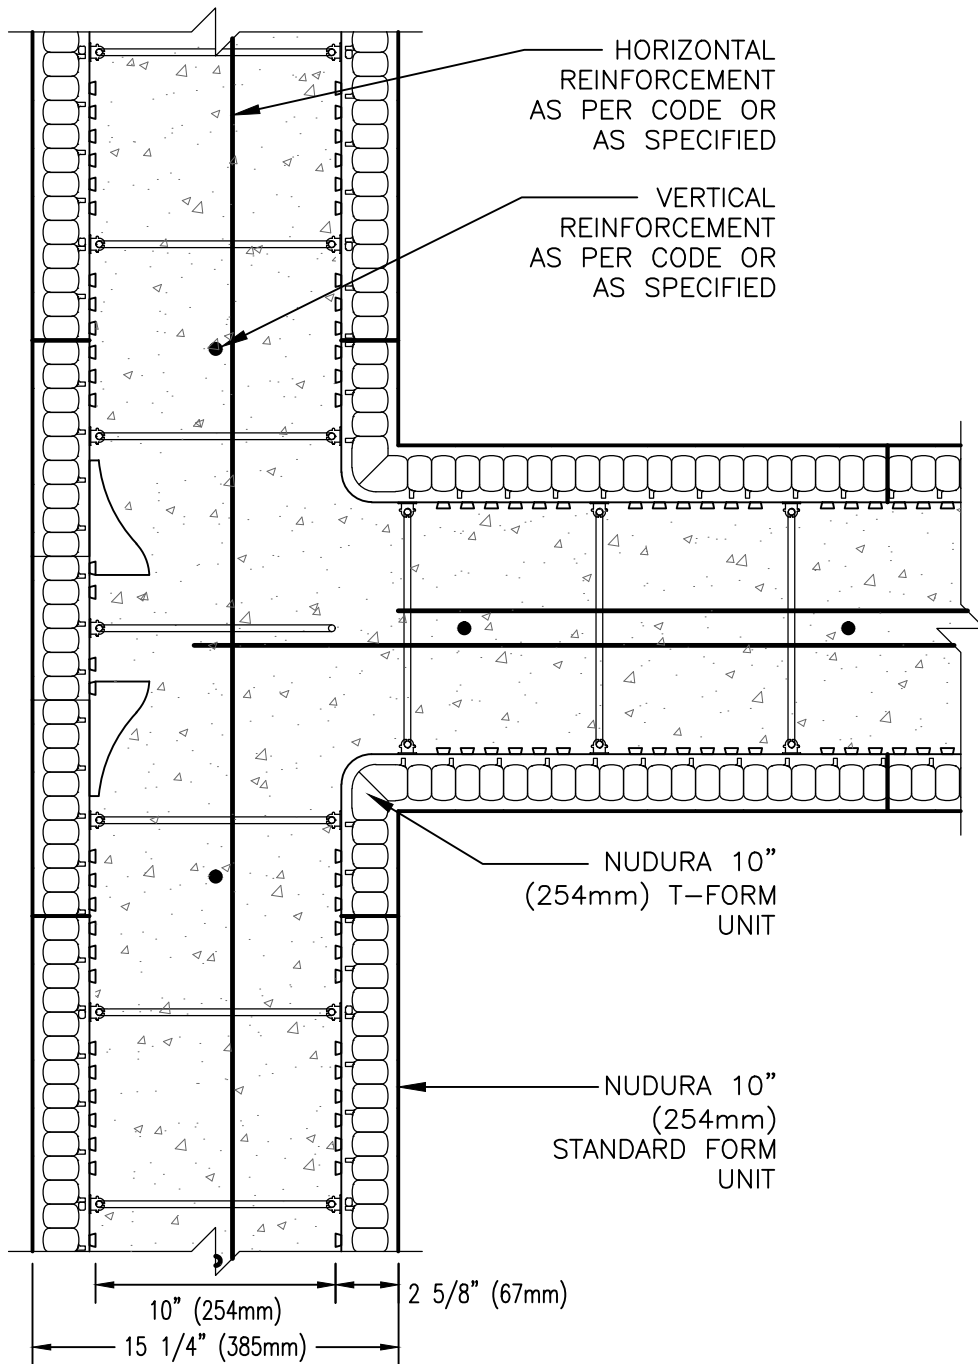 HORIZONTAL
REINFORCEMENT
AS PER CODE OR
AS SPECIFIED
VERTICAL
REINFORCEMENT
AS PER CODE OR
AS SPECIFIED
NUDURA 10"
(254mm) T-FORM
UNIT
NUDURA 10"
(254mm)
STANDARD FORM
UNIT
2 5/8" (67mm)
10" (254mm)
15 1/4" (385mm)